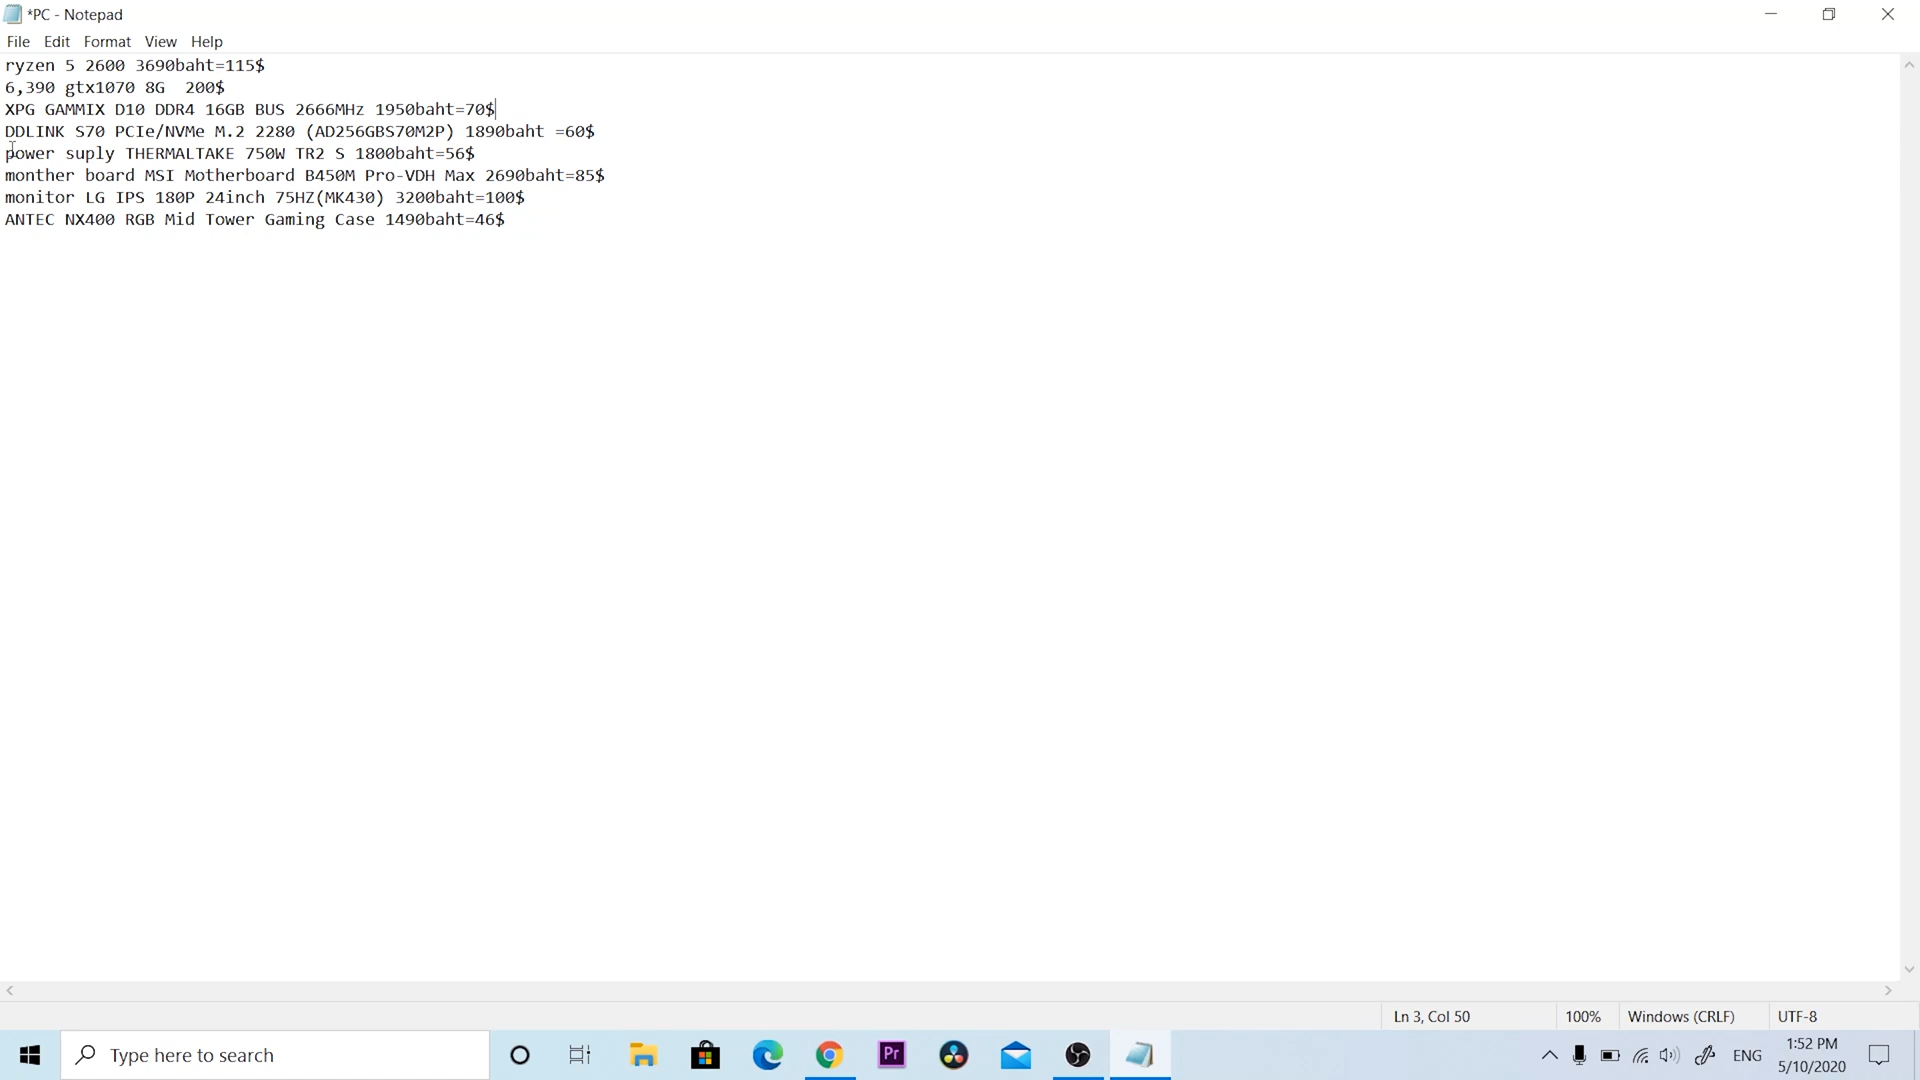 *PC - Notepad
File Edit Format View Help
ryzen 5 2600 3690baht=115$
6,390 gtx1070 8G  200$
XPG GAMMIX D10 DDR4 16GB BUS 2666MHz 1950baht=70$
DDLINK S70 PCIe/NVMe M.2 2280 (AD256GBS70M2P) 1890baht =60$
power suply THERMALTAKE 750W TR2 S 1800baht=56$
monther board MSI Motherboard B450M Pro-VDH Max 2690baht=85$
monitor LG IPS 180P 24inch 75HZ(MK430) 3200baht=100$
ANTEC NX400 RGB Mid Tower Gaming Case 1490baht=46$
Ln 3, Col 50 100% Windows (CRLF) UTF-8
Type here to search
Pr
ENG
1:52 PM
5/10/2020